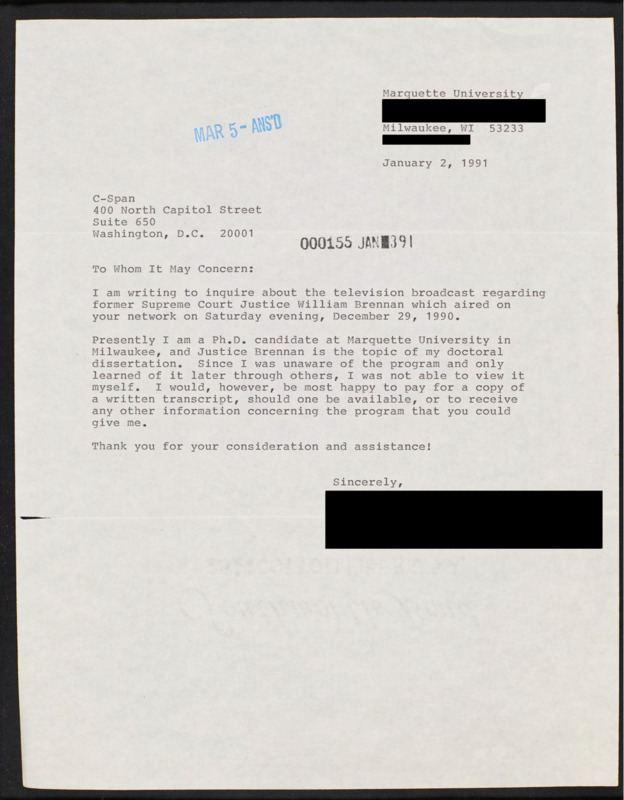 Marquette University
Milwaukee, WI 53233
MAR 5- ANS'D
January 2, 1991
C-Span
400 North Capitol Street
Suite 650
Washington, D.C. 20001
000155 JAN 391
To Whom It May Concern:
I am writing to inquire about the television broadcast regarding
former Supreme Court Justice William Brennan which aired on
your network on Saturday evening, December 29, 1990.
Presently I am a Ph.D. candidate at Marquette University in
Milwaukee, and Justice Brennan is the topic of my doctoral
dissertation. Since I was unaware of the program and only
learned of it later through others, I was not able to view it
myself. I would, however, be most happy to pay for a copy of
a written transcript, should one be available, or to receive
any other information concerning the program that you could
give me.
Thank you for your consideration and assistance!
Sincerely,